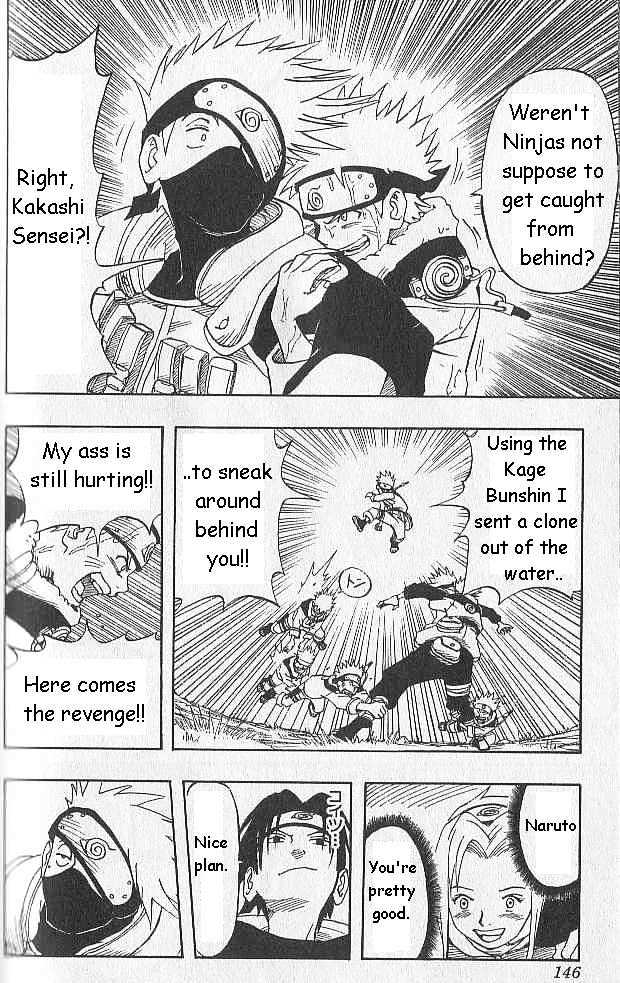 Weren't
Ninjas not
suppose to
get caught
from
behind?
Right,
Kakashi
Sensei?!
Using the
Kage
Bunshin I
sent a clone
out of the
water..
..to sneak
around
behind
you!!
My ass is
still hurting!!
Here comes
the revenge!!
Naruto
You're
pretty
good.
Nice
plan.
146